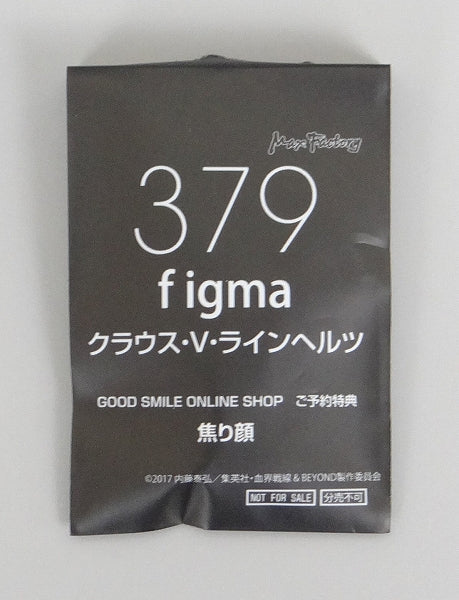 Max Factory
379
figma
クラウス・V・ラインヘルツ
GOOD SMILE ONLINE SHOP ご予約特典
焦り顔
©2017 内藤泰弘／集英社・血界戦線 & BEYOND製作委員会
NOT FOR SALE 分売不可